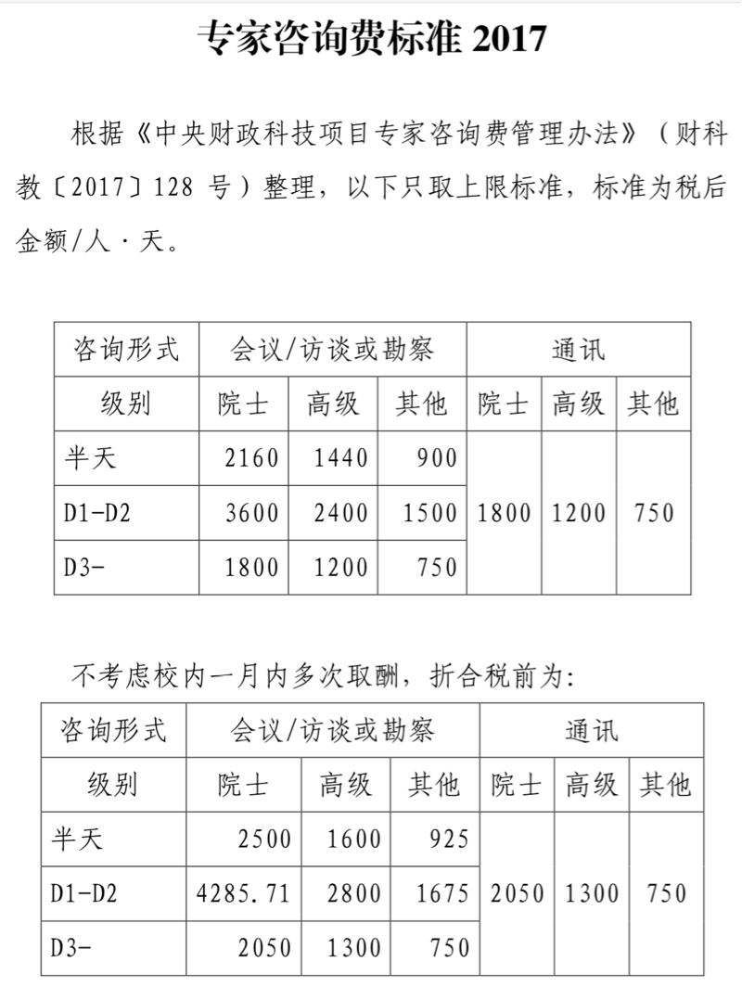 专家咨询费标准 2017
根据《中央财政科技项目专家咨询费管理办法》（财科
教〔2017〕128 号）整理，以下只取上限标准，标准为税后
金额/人·天。
咨询形式 会议/访谈或勘察 通讯
级别 院士 高级 其他 院士 高级 其他
半天 2160 1440 900
D1-D2 3600 2400 1500 1800 1200 750
D3- 1800 1200 750
不考虑校内一月内多次取酬，折合税前为：
咨询形式 会议/访谈或勘察 通讯
级别 院士 高级 其他 院士 高级 其他
半天 2500 1600 925
D1-D2 4285.71 2800 1675 2050 1300 750
D3- 2050 1300 750